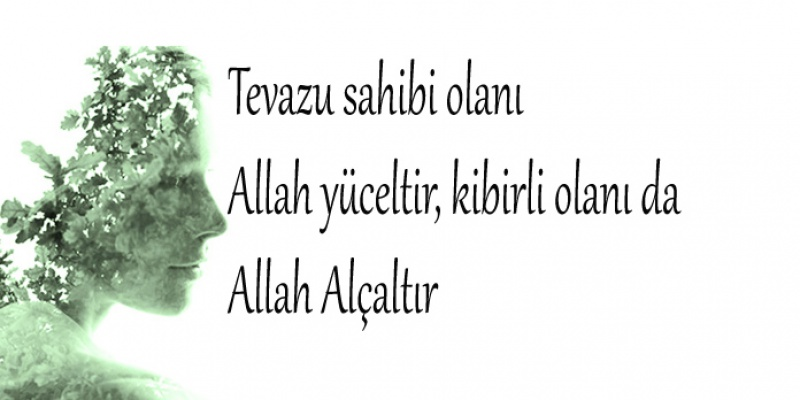 Tevazu sahibi olanı
Allah yüceltir, kibirli olanı da
Allah Alçaltır